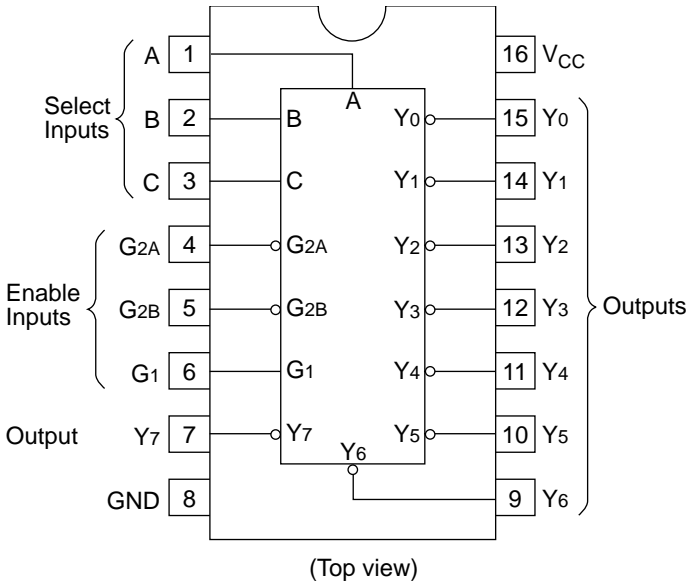 A 1 16 VCC
Select
Inputs
A
B 2 B Y0 15 Y0
C 3 C Y1 14 Y1
G2A 4 G2A Y2 13 Y2
Enable
Inputs
G2B 5 G2B Y3 12 Y3
Outputs
G1 6 G1 Y4 11 Y4
Output Y7 7 Y7 Y5 10 Y5
Y6
GND 8 9 Y6
(Top view)